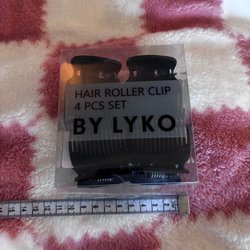 HAIR ROLLER CLIP
4 PCS SET
BY LYKO